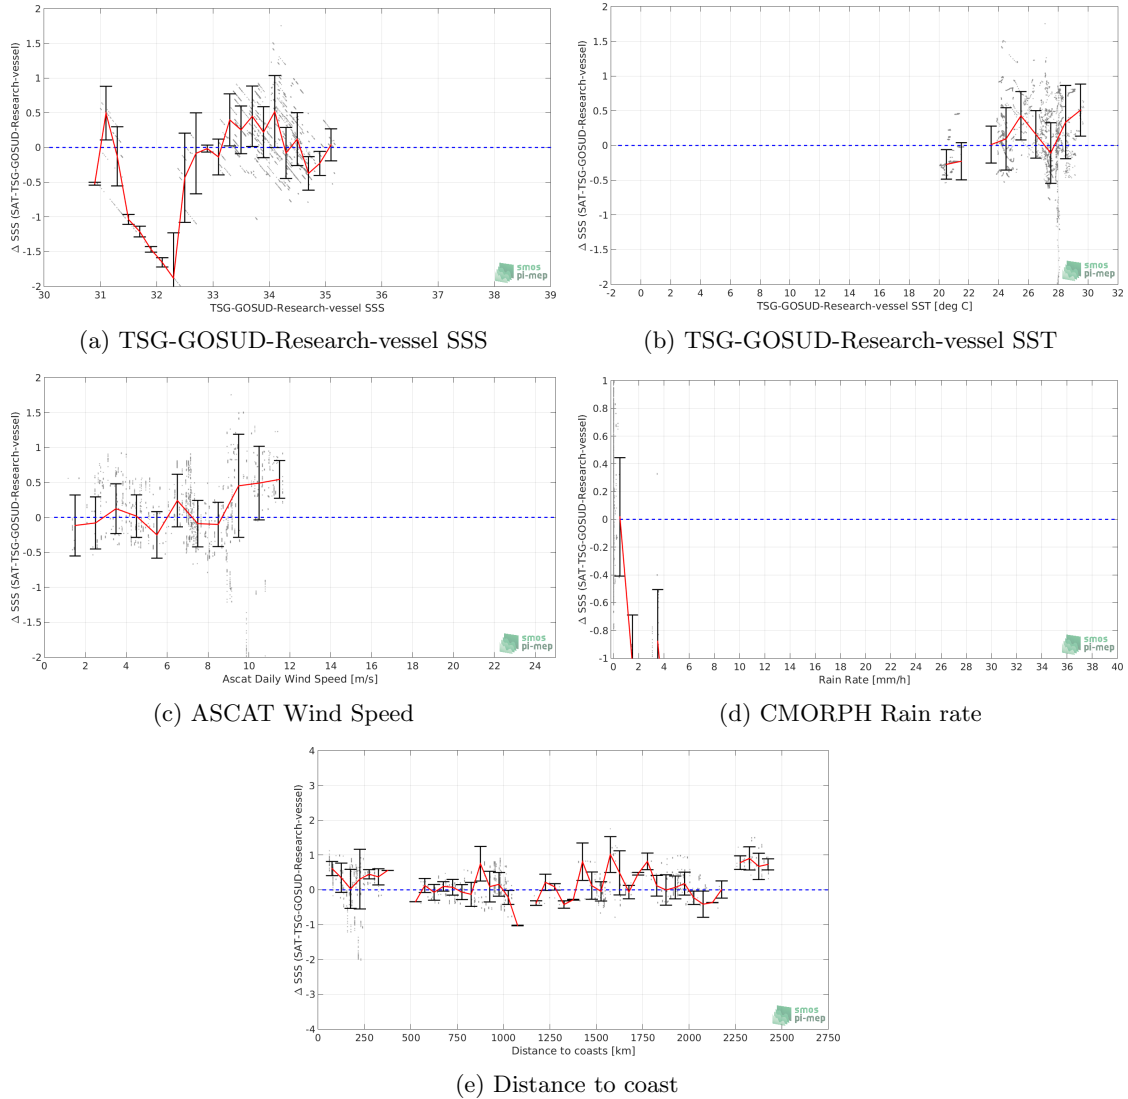 2
1.5
1
0.5
0
-0.5
-1
-1.5
-2
Δ SSS (SAT-TSG-GOSUD-Research-vessel)
30 31 32 33 34 35 36 37 38 39
TSG-GOSUD-Research-vessel SSS
smos
pi-mep
(a) TSG-GOSUD-Research-vessel SSS
2
1.5
1
0.5
0
-0.5
-1
-1.5
-2
Δ SSS (SAT-TSG-GOSUD-Research-vessel)
-2 0 2 4 6 8 10 12 14 16 18 20 22 24 26 28 30 32
TSG-GOSUD-Research-vessel SST [deg C]
smos
pi-mep
(b) TSG-GOSUD-Research-vessel SST
2
1.5
1
0.5
0
-0.5
-1
-1.5
-2
Δ SSS (SAT-TSG-GOSUD-Research-vessel)
0 2 4 6 8 10 12 14 16 18 20 22 24
Ascat Daily Wind Speed [m/s]
smos
pi-mep
(c) ASCAT Wind Speed
1
0.8
0.6
0.4
0.2
0
-0.2
-0.4
-0.6
-0.8
-1
Δ SSS (SAT-TSG-GOSUD-Research-vessel)
0 2 4 6 8 10 12 14 16 18 20 22 24 26 28 30 32 34 36 38 40
Rain Rate [mm/h]
smos
pi-mep
(d) CMORPH Rain rate
4
3
2
1
0
-1
-2
-3
-4
Δ SSS (SAT-TSG-GOSUD-Research-vessel)
0 250 500 750 1000 1250 1500 1750 2000 2250 2500 2750
Distance to coasts [km]
smos
pi-mep
(e) Distance to coast